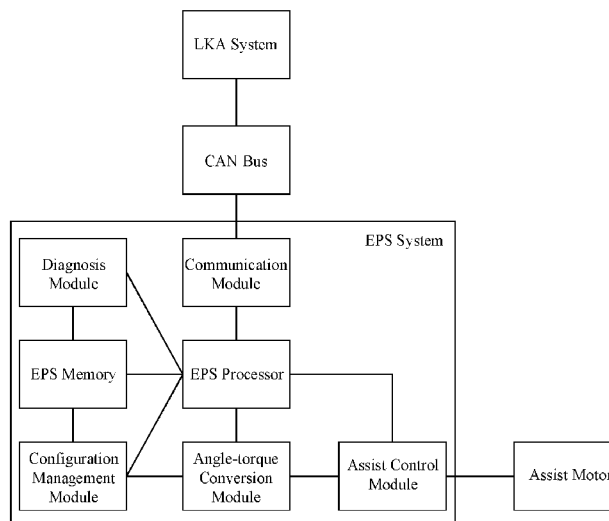 LKA System
CAN Bus
EPS System
Diagnosis
Module
Communication
Module
EPS Memory
EPS Processor
Configuration
Management
Module
Angle-torque
Conversion
Module
Assist Control
Module
Assist Motor